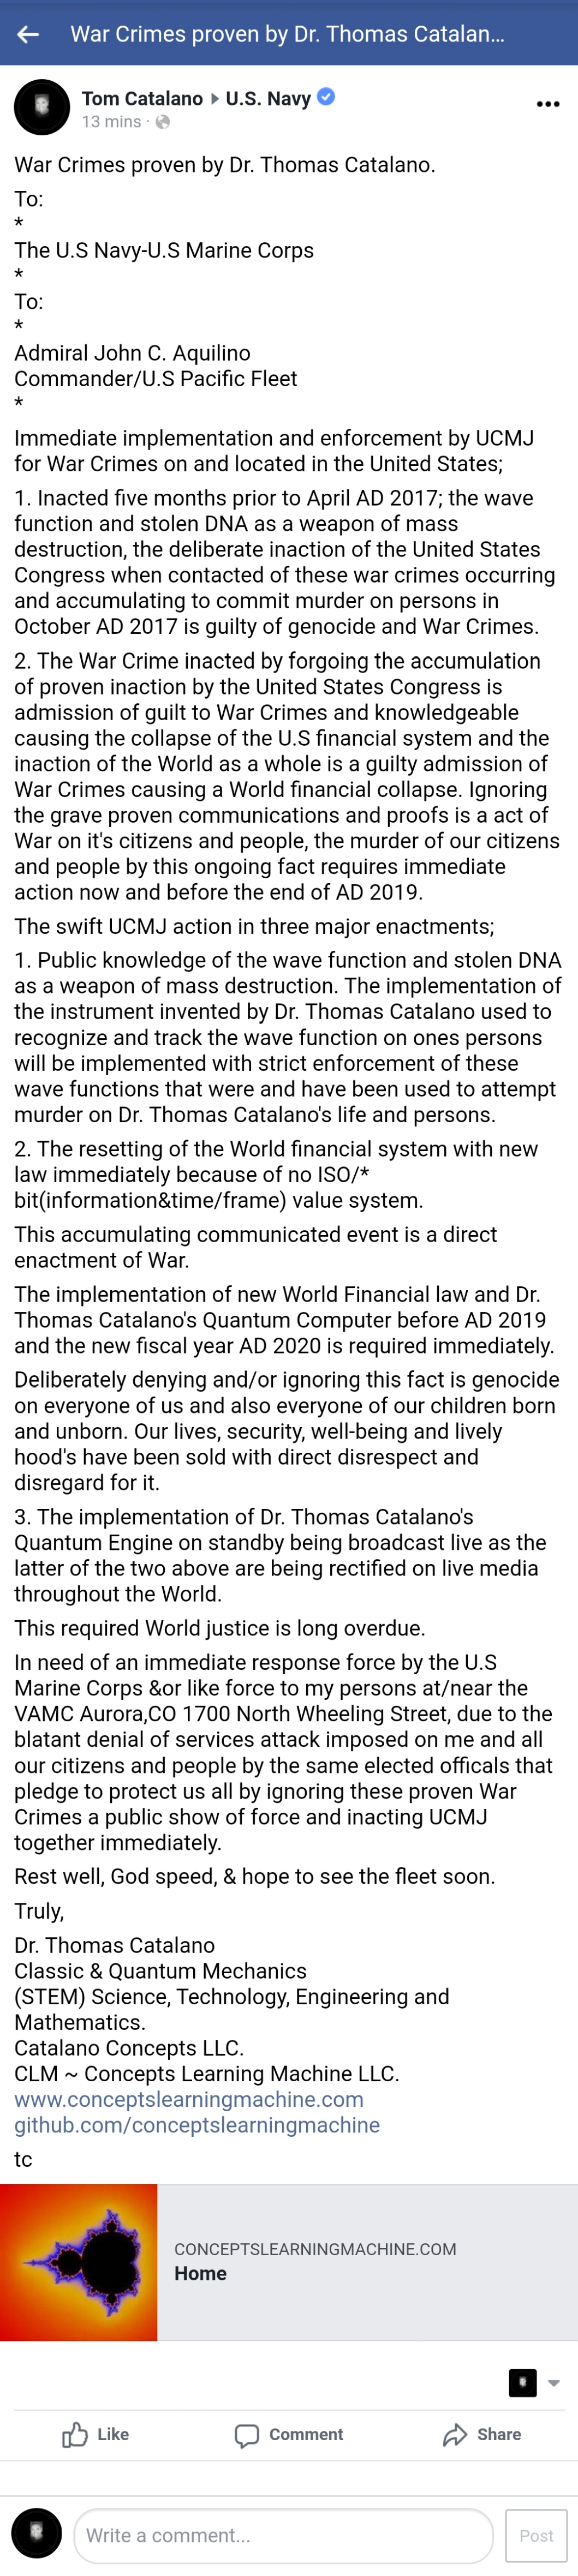 War Crimes proven by Dr. Thomas Catalan...
Tom Catalano ▸ U.S. Navy
13 mins ·
War Crimes proven by Dr. Thomas Catalano.
To:
*
The U.S Navy-U.S Marine Corps
*
To:
*
Admiral John C. Aquilino
Commander/U.S Pacific Fleet
*
Immediate implementation and enforcement by UCMJ
for War Crimes on and located in the United States;
1. Inacted five months prior to April AD 2017; the wave
function and stolen DNA as a weapon of mass
destruction, the deliberate inaction of the United States
Congress when contacted of these war crimes occurring
and accumulating to commit murder on persons in
October AD 2017 is guilty of genocide and War Crimes.
2. The War Crime inacted by forgoing the accumulation
of proven inaction by the United States Congress is
admission of guilt to War Crimes and knowledgeable
causing the collapse of the U.S financial system and the
inaction of the World as a whole is a guilty admission of
War Crimes causing a World financial collapse. Ignoring
the grave proven communications and proofs is a act of
War on it's citizens and people, the murder of our citizens
and people by this ongoing fact requires immediate
action now and before the end of AD 2019.
The swift UCMJ action in three major enactments;
1. Public knowledge of the wave function and stolen DNA
as a weapon of mass destruction. The implementation of
the instrument invented by Dr. Thomas Catalano used to
recognize and track the wave function on ones persons
will be implemented with strict enforcement of these
wave functions that were and have been used to attempt
murder on Dr. Thomas Catalano's life and persons.
2. The resetting of the World financial system with new
law immediately because of no ISO/*
bit(information&time/frame) value system.
This accumulating communicated event is a direct
enactment of War.
The implementation of new World Financial law and Dr.
Thomas Catalano's Quantum Computer before AD 2019
and the new fiscal year AD 2020 is required immediately.
Deliberately denying and/or ignoring this fact is genocide
on everyone of us and also everyone of our children born
and unborn. Our lives, security, well-being and lively
hood's have been sold with direct disrespect and
disregard for it.
3. The implementation of Dr. Thomas Catalano's
Quantum Engine on standby being broadcast live as the
latter of the two above are being rectified on live media
throughout the World.
This required World justice is long overdue.
In need of an immediate response force by the U.S
Marine Corps &or like force to my persons at/near the
VAMC Aurora,CO 1700 North Wheeling Street, due to the
blatant denial of services attack imposed on me and all
our citizens and people by the same elected officals that
pledge to protect us all by ignoring these proven War
Crimes a public show of force and inacting UCMJ
together immediately.
Rest well, God speed, & hope to see the fleet soon.
Truly,
Dr. Thomas Catalano
Classic & Quantum Mechanics
(STEM) Science, Technology, Engineering and
Mathematics.
Catalano Concepts LLC.
CLM ~ Concepts Learning Machine LLC.
www.conceptslearningmachine.com
github.com/conceptslearningmachine
tc
CONCEPTSLEARNINGMACHINE.COM
Home
Like Comment Share
Write a comment... Post